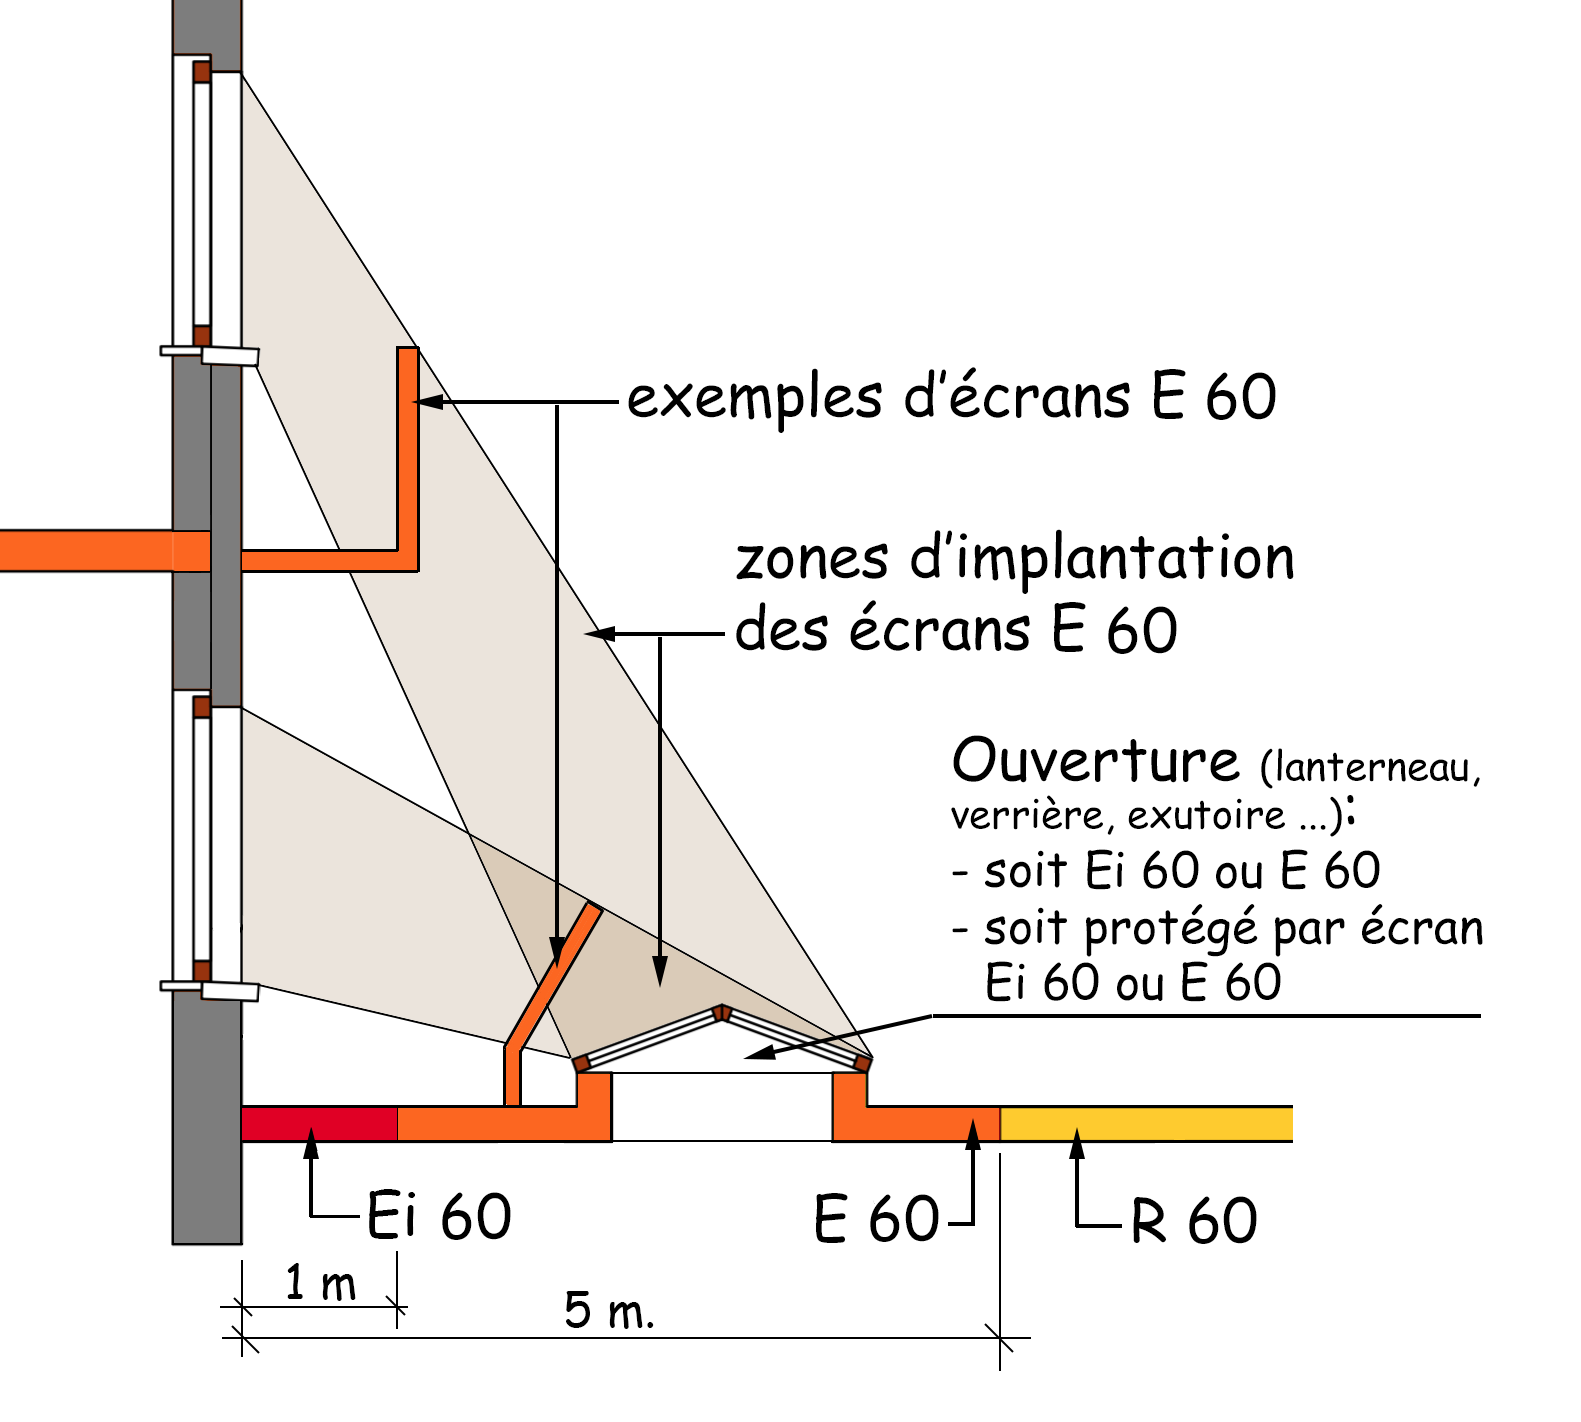 exemples d'écrans E 60
zones d'implantation
des écrans E 60
Ouverture (lanterneau,
verrière, exutoire ...):
- soit Ei 60 ou E 60
- soit protégé par écran
Ei 60 ou E 60
Ei 60
E 60
R 60
1 m
5 m.